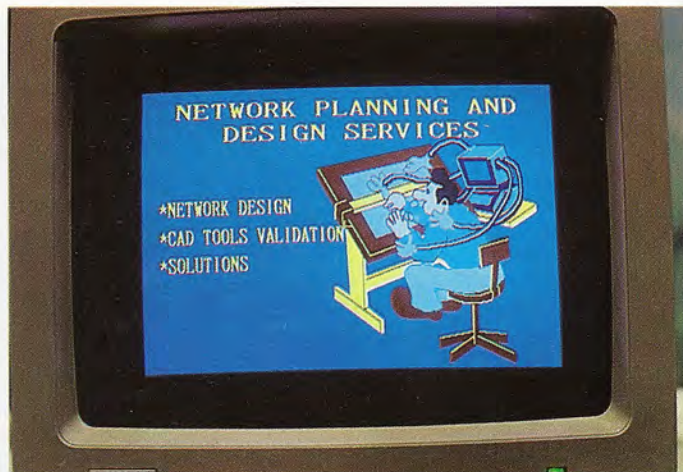 NETWORK PLANNING AND
DESIGN SERVICES
*NETWORK DESIGN
*CAD TOOLS VALIDATION
*SOLUTIONS